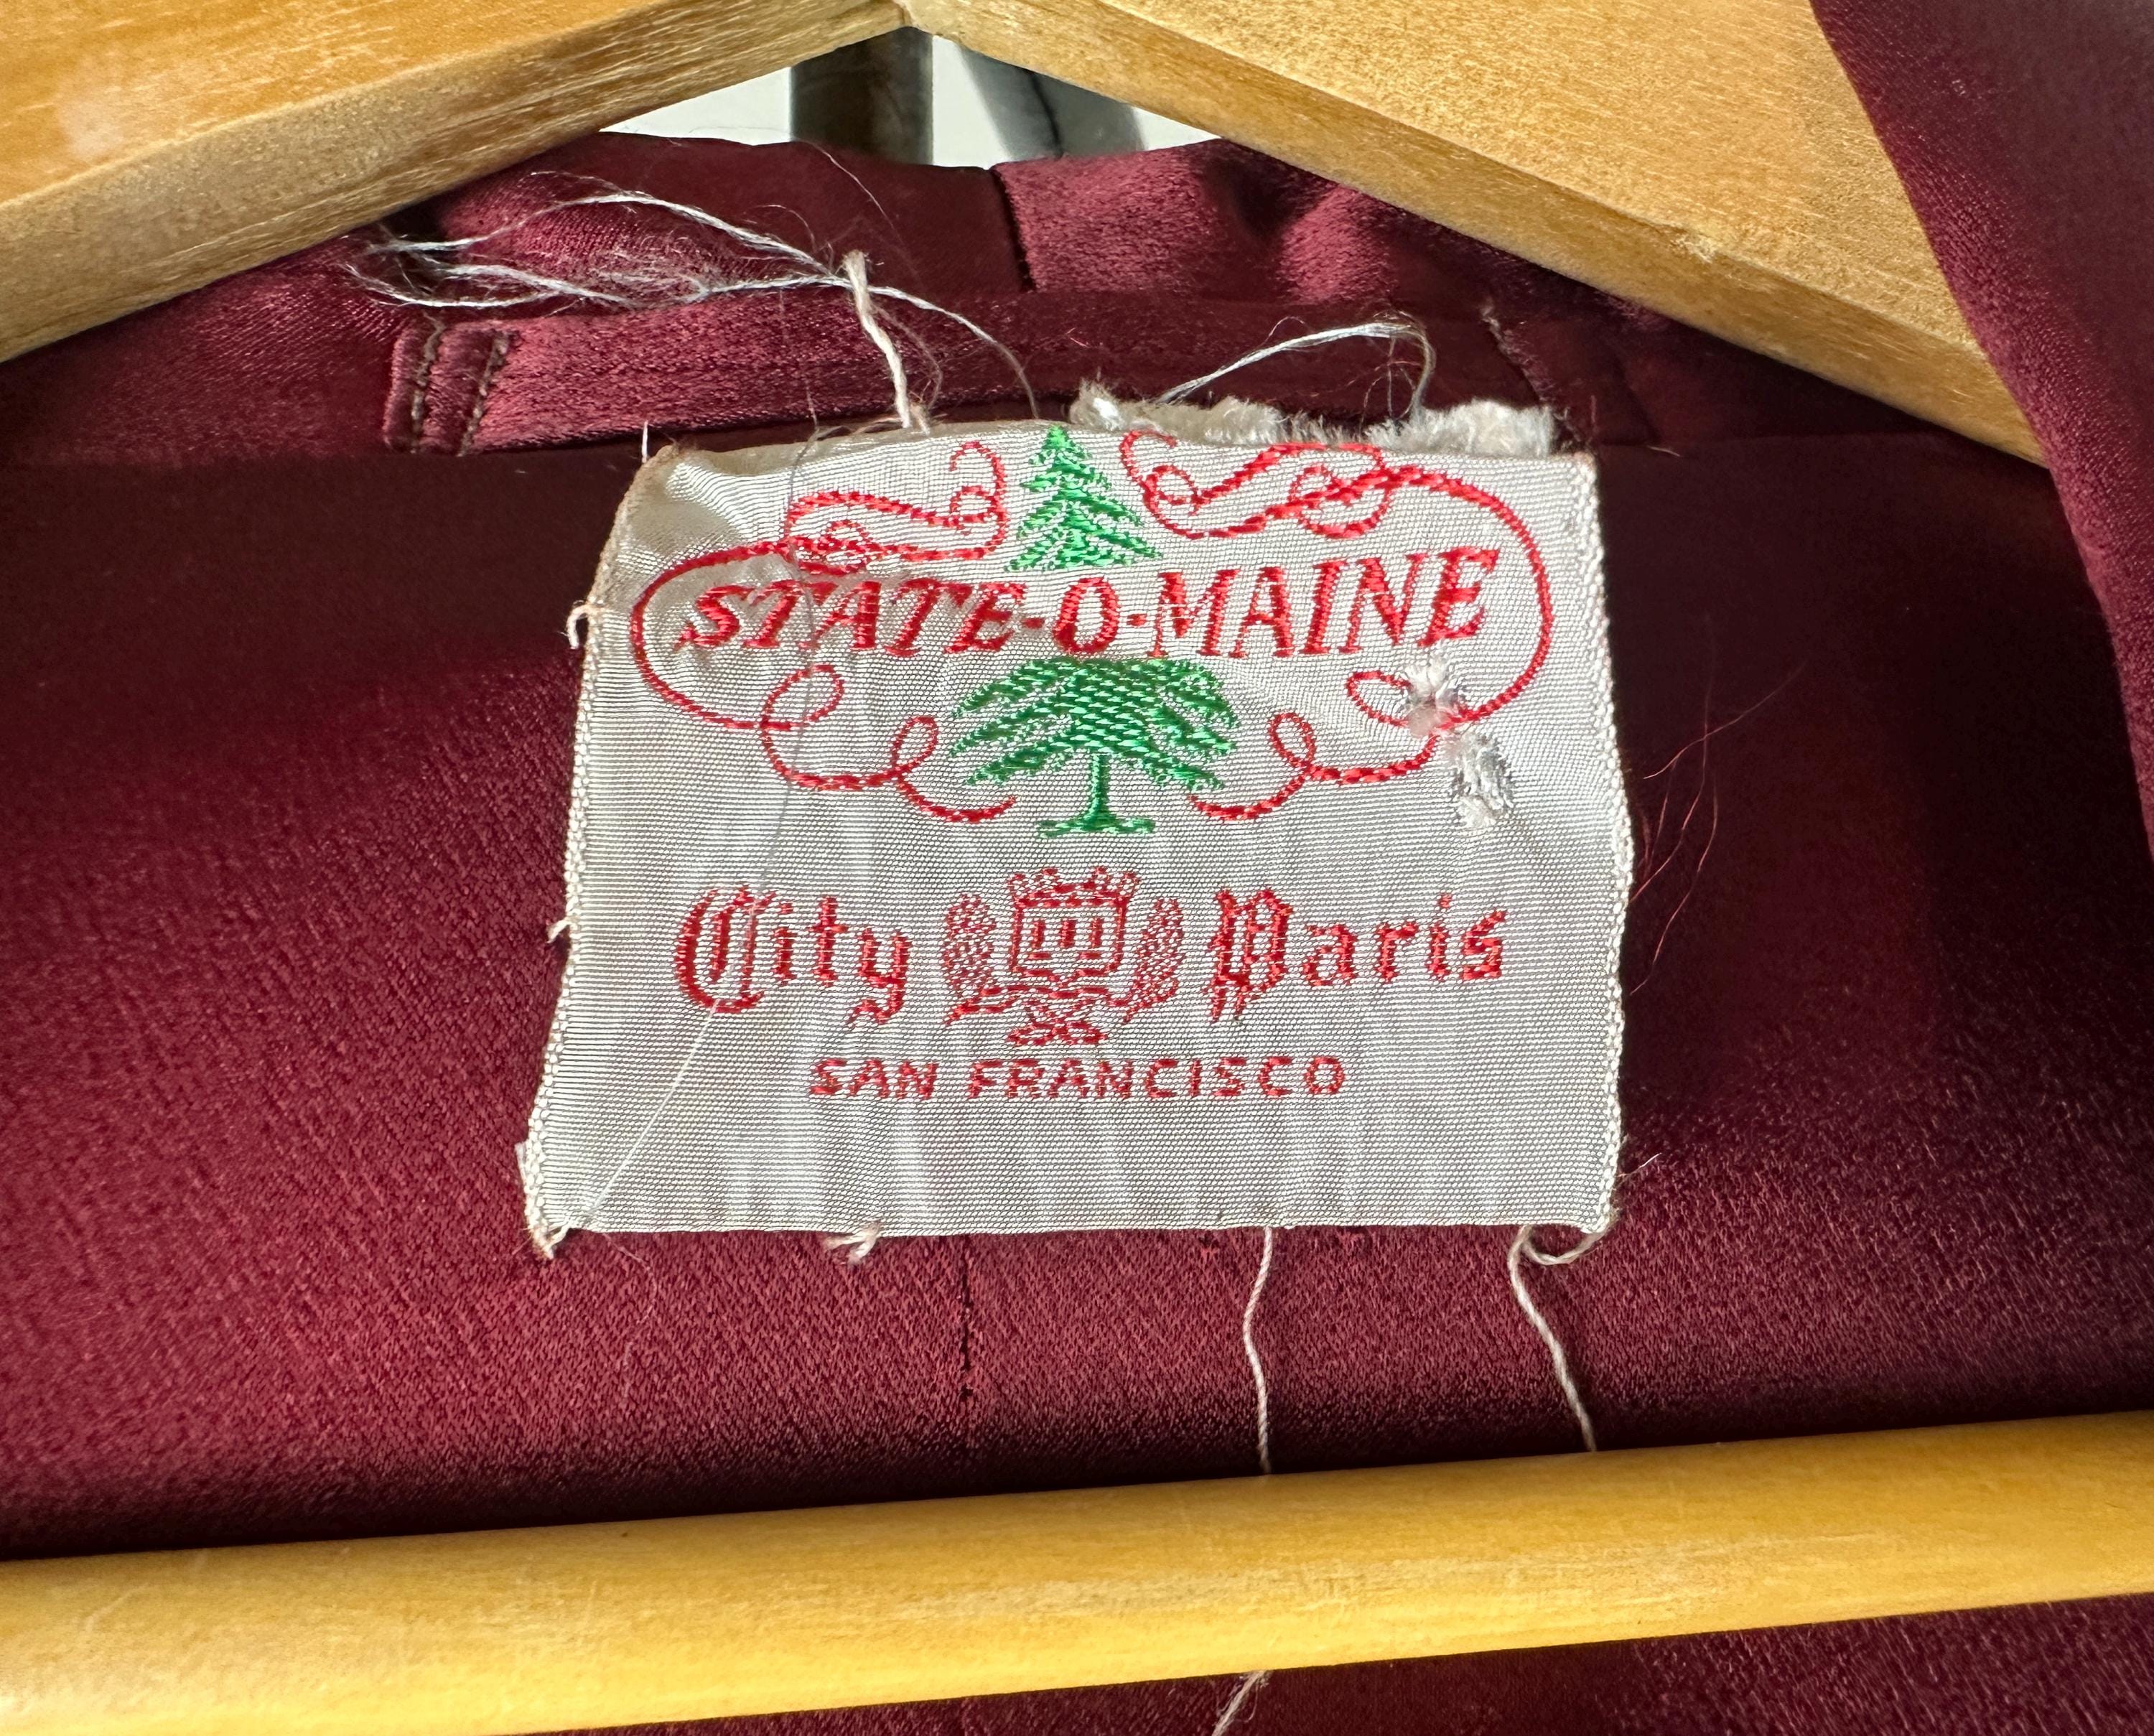 STATE-O-MAINE
City Paris
SAN FRANCISCO